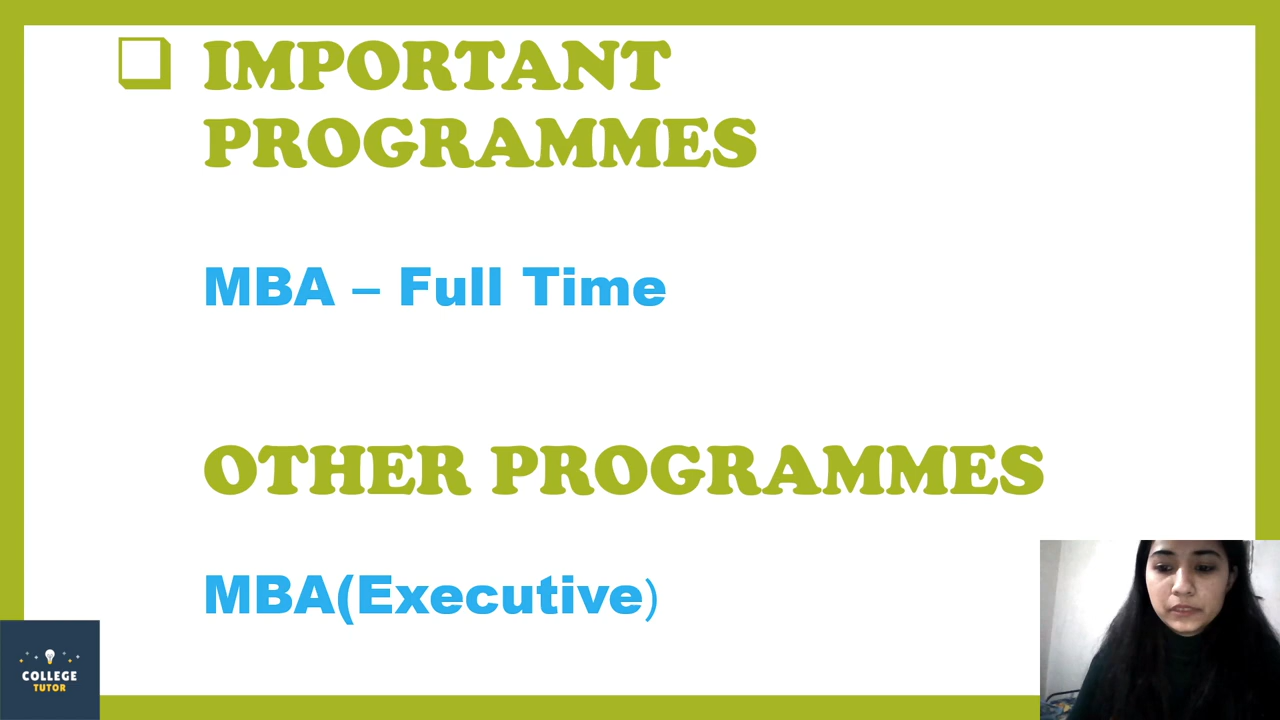 IMPORTANT
PROGRAMMES
MBA – Full Time
OTHER PROGRAMMES
MBA(Executive)
COLLEGE
TUTOR